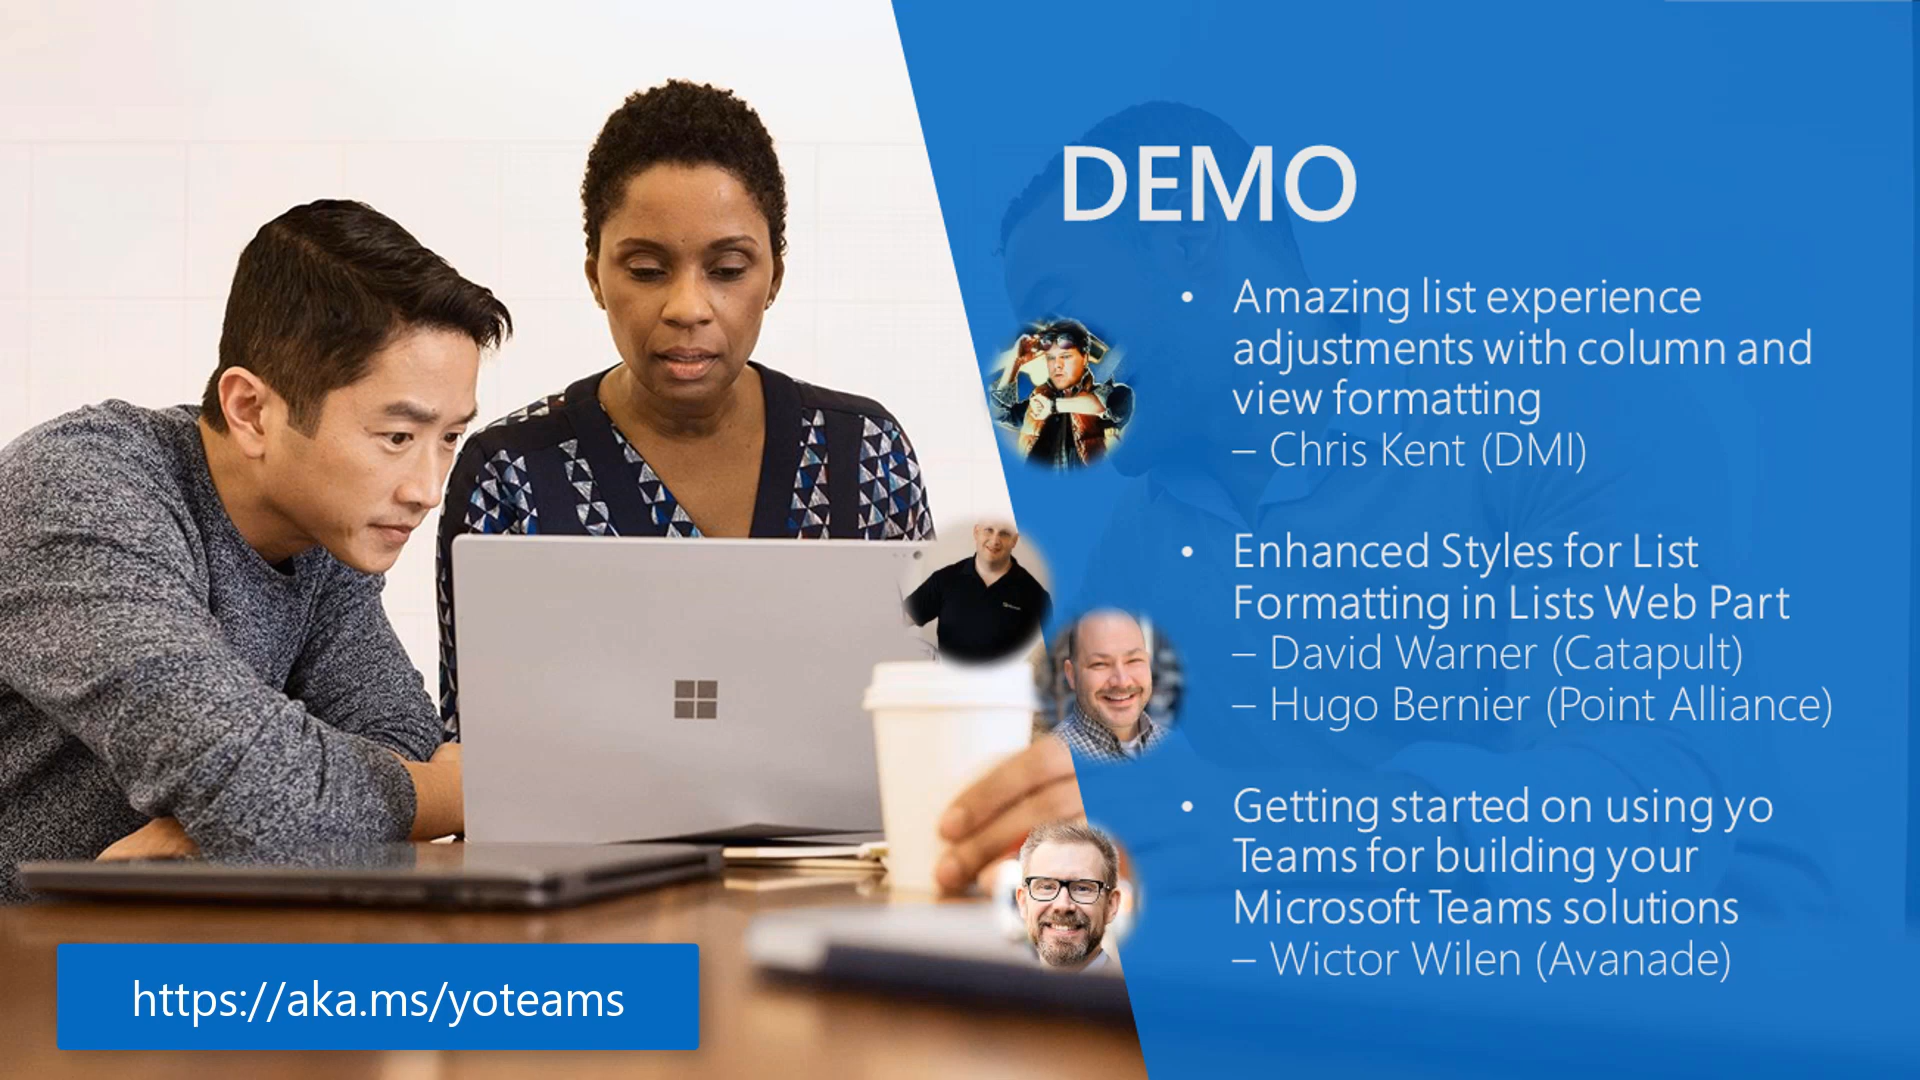 DEMO
• Amazing list experience
adjustments with column and
view formatting
– Chris Kent (DMI)
• Enhanced Styles for List
Formatting in Lists Web Part
– David Warner (Catapult)
– Hugo Bernier (Point Alliance)
• Getting started on using yo
Teams for building your
Microsoft Teams solutions
– Wictor Wilen (Avanade)
https://aka.ms/yoteams